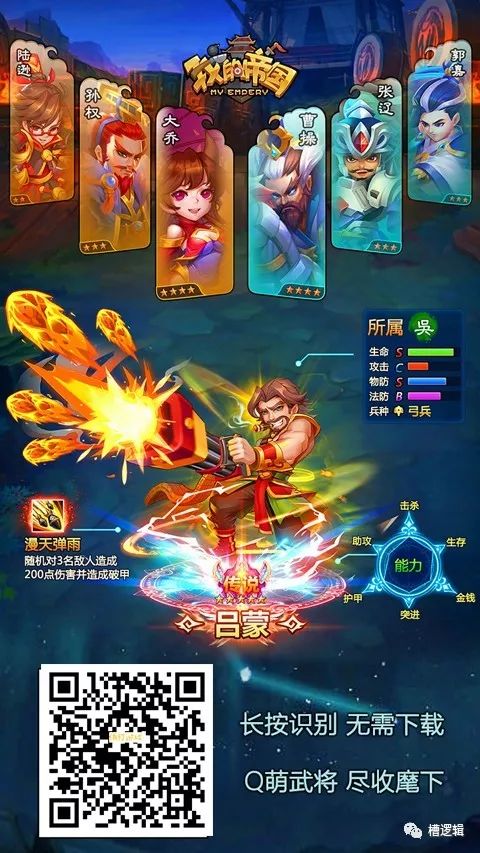 陆逊
孙权
大乔
我的帝国
MY EMPERY
曹操
张辽
郭嘉
所属 吳
生命 S
攻击 C
物防 S
法防 B
兵种 弓兵
漫天弹雨
随机对3名敌人造成
200点伤害并造成破甲
击杀
助攻
生存
能力
护甲
金钱
突进
传说
吕蒙
长按识别 无需下载
Q萌武将 尽收麾下
槽逻辑